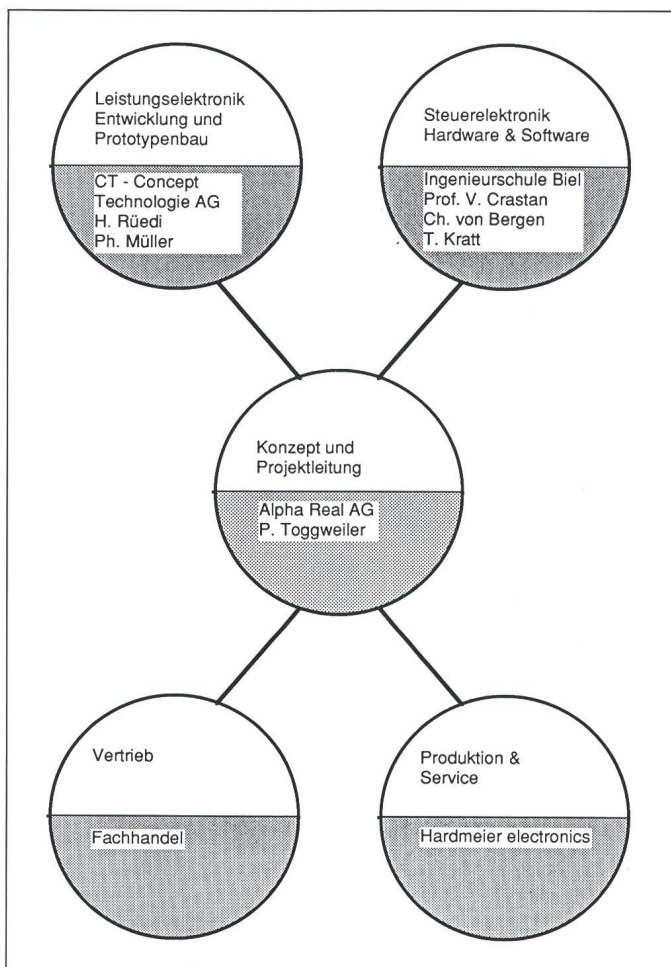 Leistungselektronik
Entwicklung und
Prototypenbau
CT - Concept
Technologie AG
H. Rüedi
Ph. Müller
Steuerelektronik
Hardware & Software
Ingenieurschule Biel
Prof. V. Crastan
Ch. von Bergen
T. Kratt
Konzept und
Projektleitung
Alpha Real AG
P. Toggweiler
Vertrieb
Fachhandel
Produktion &
Service
Hardmeier electronics